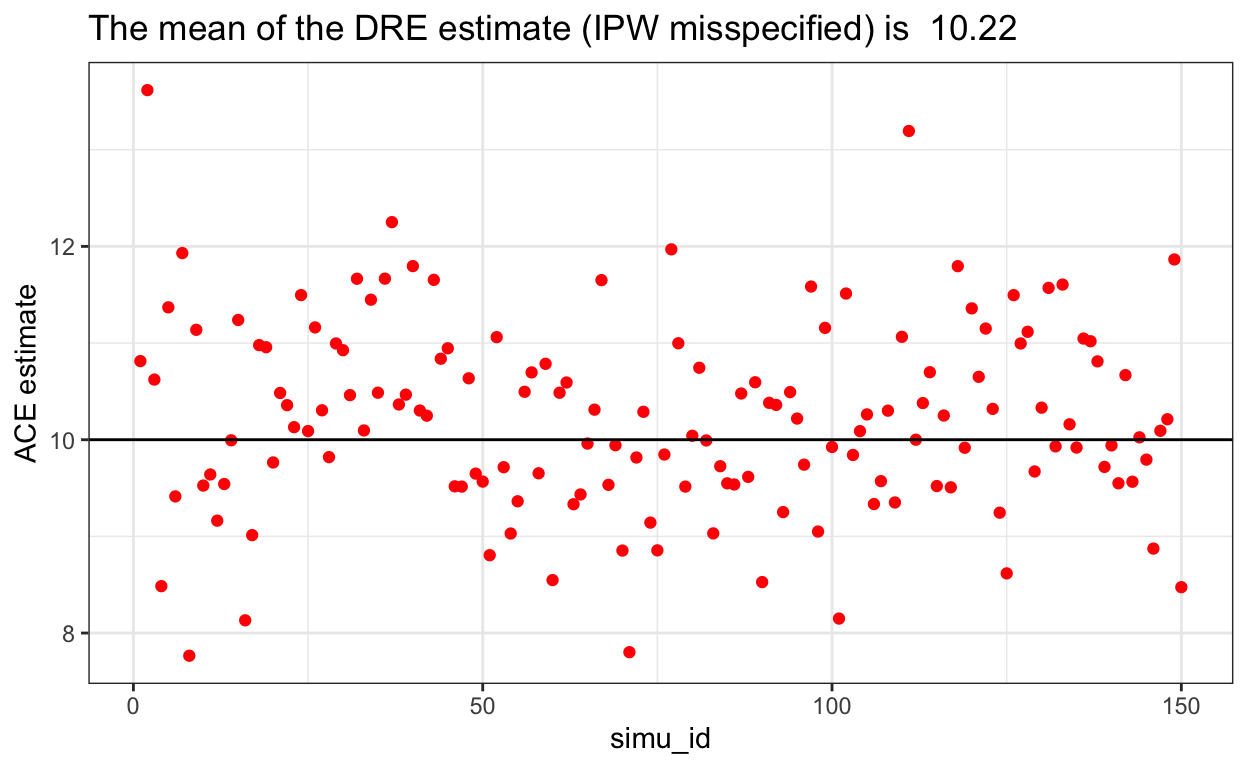 The mean of the DRE estimate (IPW misspecified) is  10.22
ACE estimate
12
10
8
0
50
100
150
simu_id